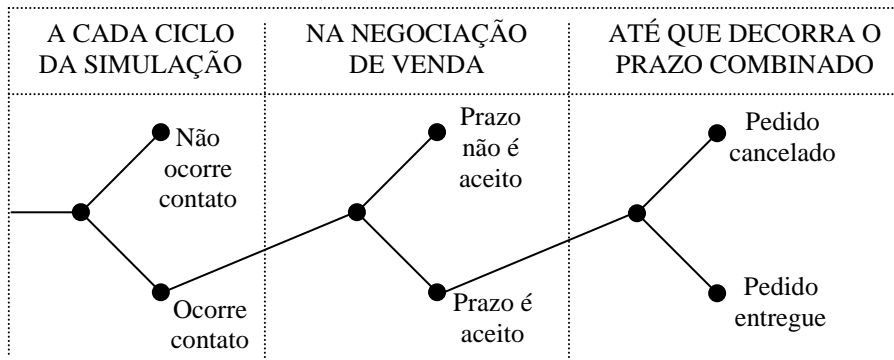 A CADA CICLO
DA SIMULAÇÃO
NA NEGOCIAÇÃO
DE VENDA
ATÉ QUE DECORRA O
PRAZO COMBINADO
Não
ocorre
contato
Ocorre
contato
Prazo
não é
aceito
Prazo é
aceito
Pedido
cancelado
Pedido
entregue